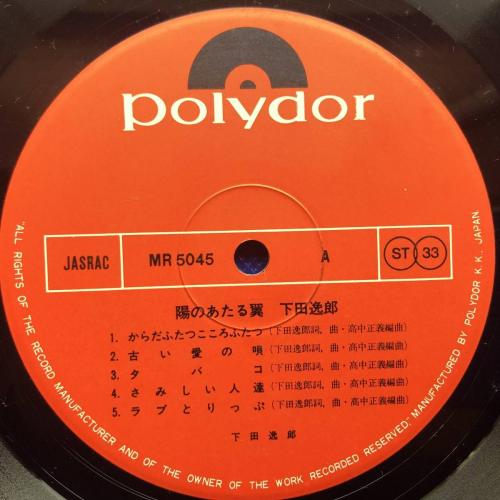 polydor
JASRAC
MR 5045
A
ST 33
陽のあたる翼 下田逸郎
1. からだふたつこころふたつ (下田逸郎詞, 曲・高中正義編曲)
2. 古い愛の唄 (下田逸郎詞, 曲・高中正義編曲)
3. タバコ (下田逸郎詞, 曲・高中正義編曲)
4. さみしい人達 (下田逸郎詞, 曲・高中正義編曲)
5. ラブとりっぷ (下田逸郎詞, 曲・高中正義編曲)
下田逸郎
"ALL RIGHTS OF THE RECORD MANUFACTURER AND OF THE OWNER OF THE WORK RECORDED RESERVED; MANUFACTURED BY POLYDOR K.K., JAPAN.